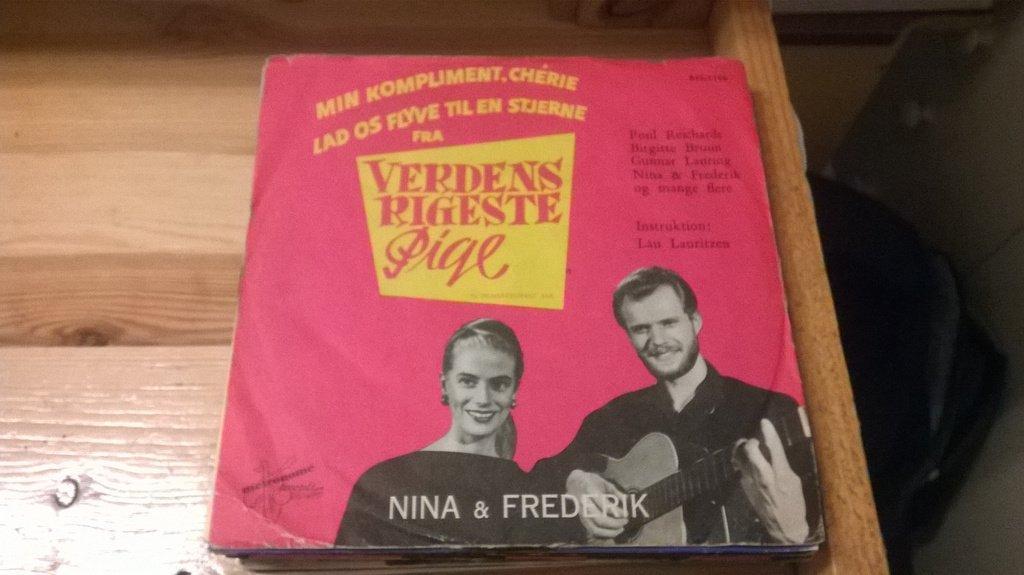 MIN KOMPLIMENT, CHÉRIE
LAD OS FLYVE TIL EN STJERNE
FRA
VERDENS
RIGESTE
Pige
Poul Reichardt
Birgitte Bruun
Gunnar Lauring
Nina & Frederik
og mange flere
Instruktion:
Lau Lauritzen
metronome
NINA & FREDERIK